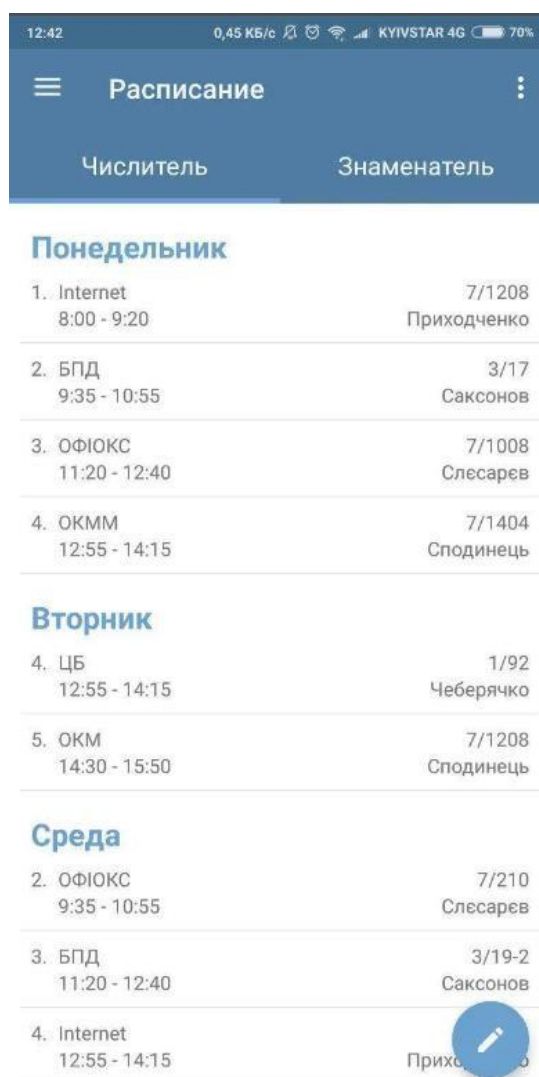 12:42 0,45 КБ/с KYIVSTAR 4G 70%
Расписание
Числитель Знаменатель
Понедельник
1. Internet 7/1208
8:00 - 9:20 Приходченко
2. БПД 3/17
9:35 - 10:55 Саксонов
3. ОФІОКС 7/1008
11:20 - 12:40 Слєсарєв
4. ОКММ 7/1404
12:55 - 14:15 Сподинець
Вторник
4. ЦБ 1/92
12:55 - 14:15 Чеберячко
5. ОКМ 7/1208
14:30 - 15:50 Сподинець
Среда
2. ОФІОКС 7/210
9:35 - 10:55 Слєсарєв
3. БПД 3/19-2
11:20 - 12:40 Саксонов
4. Internet
12:55 - 14:15